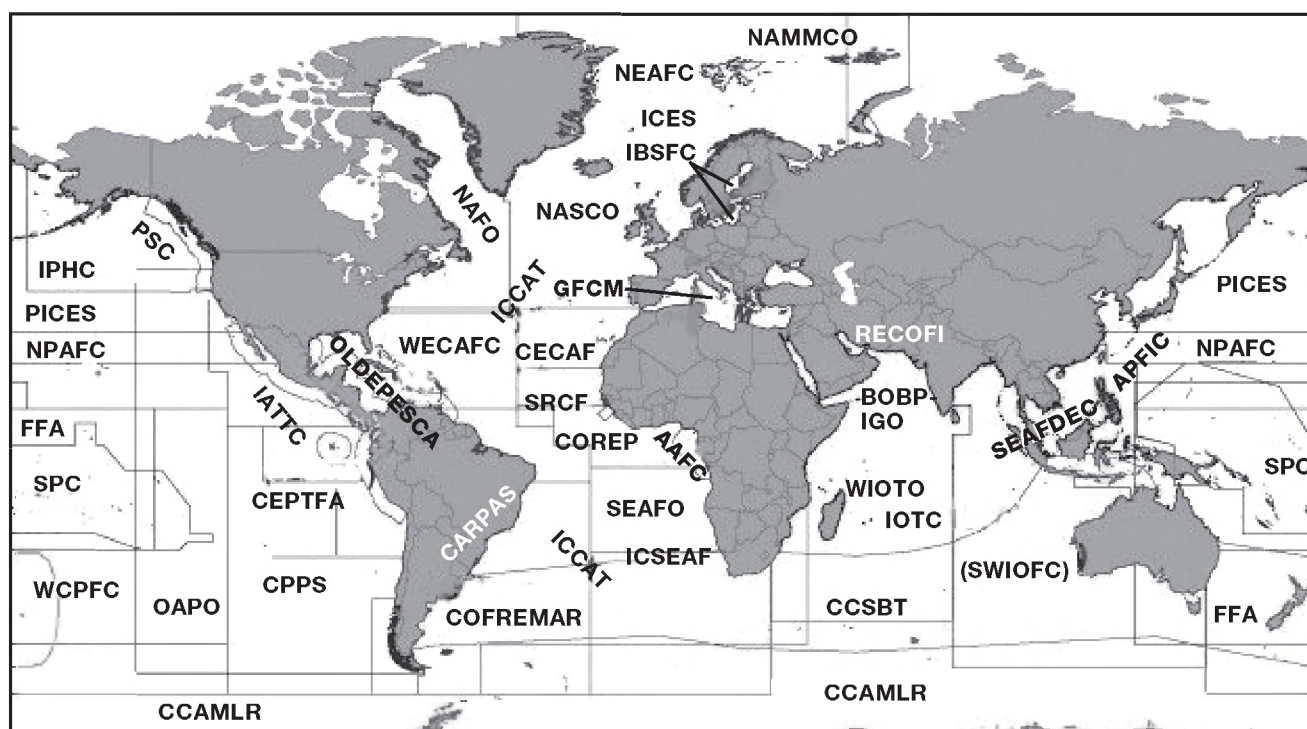 NAMMCO
NEAFC
ICES
IBSFC
NAFO
NASCO
PSC
IPHC
ICCAT
GFCM
PICES
PICES
RECOFI
OLDEPESCA
WECAFC
CECAF
NPAFC
NPAFC
APFIC
IATTC
SRCF
BOBP-
IGO
SEAFDEC
FFA
COREP
AAFC
SPC
SPC
CEPTFA
CARPAS
SEAFO
WIOTO
IOTC
ICCAT
ICSEAF
(SWIOFC)
WCPFC
OAPO
CPPS
COFREMAR
CCSBT
FFA
CCAMLR
CCAMLR